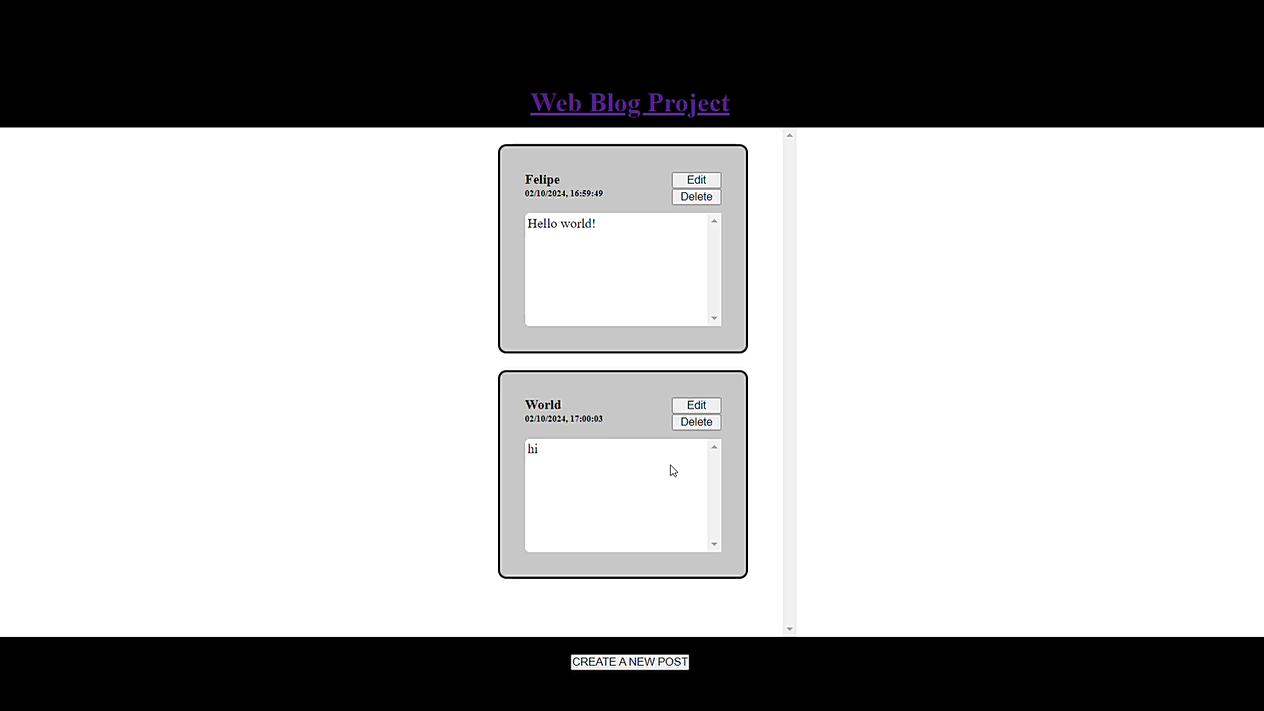 Web Blog Project
Felipe
02/10/2024, 16:59:49
Edit
Delete
Hello world!
World
02/10/2024, 17:00:03
Edit
Delete
hi
CREATE A NEW POST